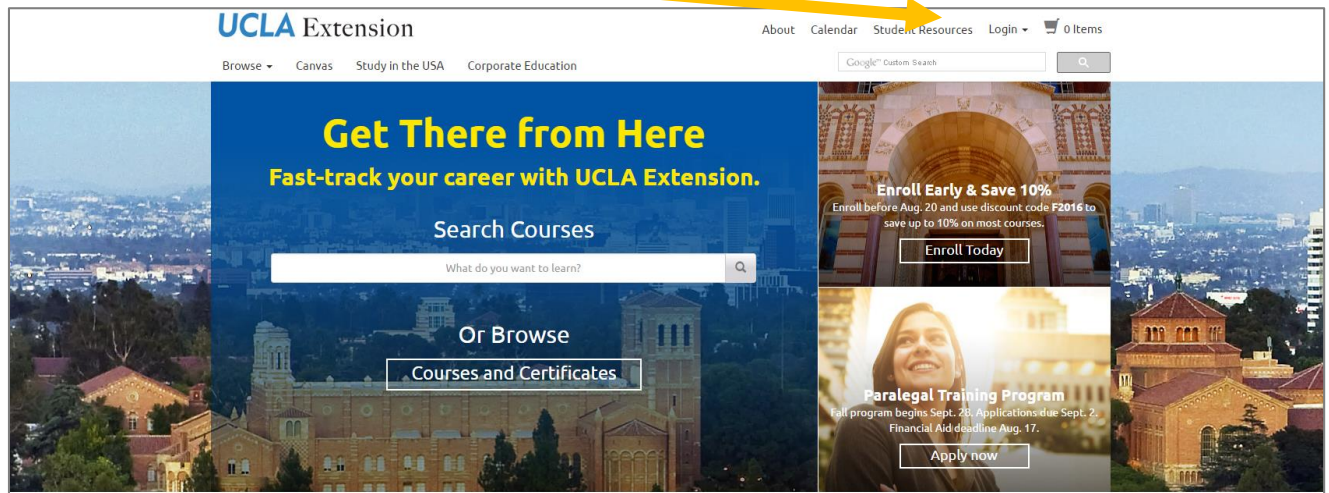 UCLA Extension
About Calendar Student Resources Login 0 Items
Browse Canvas Study in the USA Corporate Education
Google™ Custom Search
Get There from Here
Fast-track your career with UCLA Extension.
Search Courses
What do you want to learn?
Or Browse
Courses and Certificates
Enroll Early & Save 10%
Enroll before Aug. 20 and use discount code F2016 to
save up to 10% on most courses.
Enroll Today
Paralegal Training Program
Fall program begins Sept. 28. Applications due Sept. 2.
Financial Aid deadline Aug. 17.
Apply now